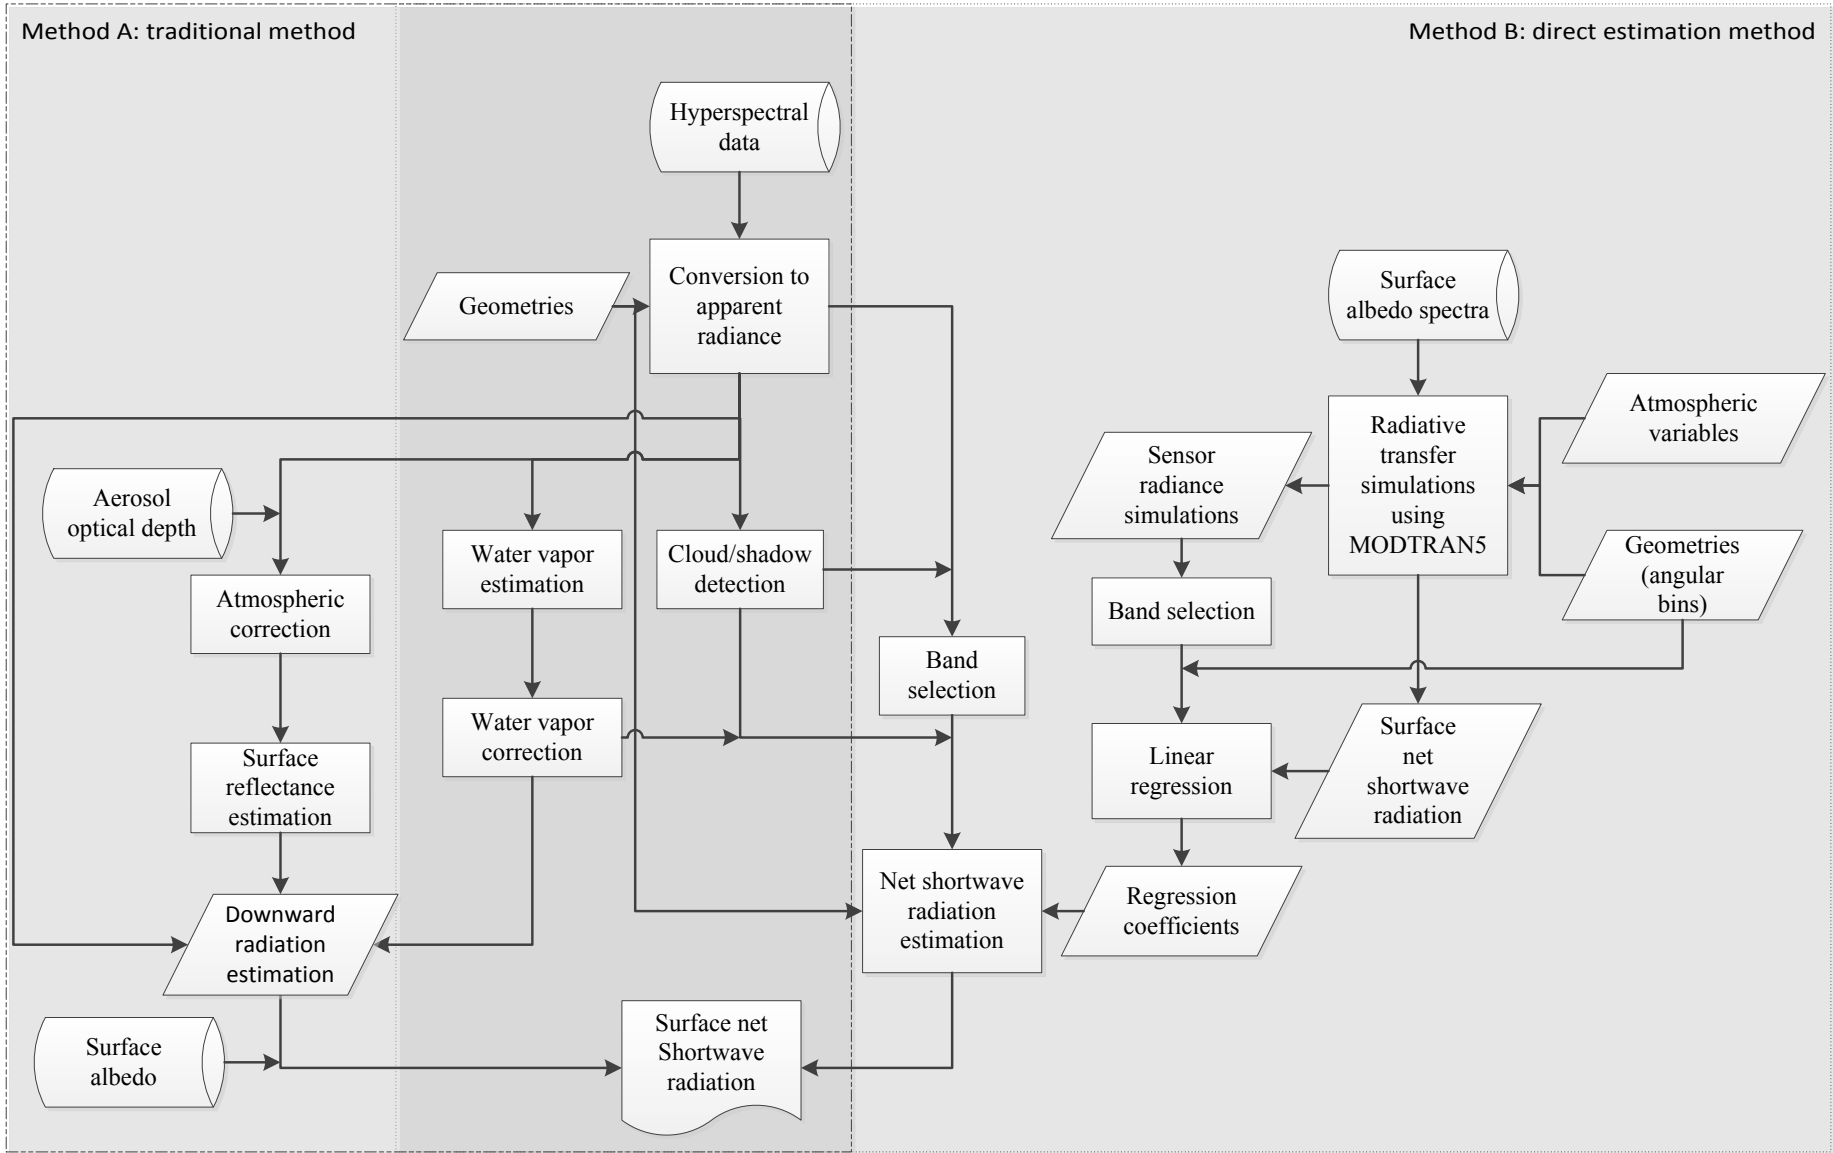 Method A: traditional method
Method B: direct estimation method
Hyperspectral
data
Geometries
Conversion to
apparent
radiance
Surface
albedo spectra
Atmospheric
variables
Radiative
transfer
simulations
using
MODTRAN5
Sensor
radiance
simulations
Geometries
(angular
bins)
Aerosol
optical depth
Water vapor
estimation
Cloud/shadow
detection
Atmospheric
correction
Band selection
Band
selection
Water vapor
correction
Surface
reflectance
estimation
Linear
regression
Surface
net
shortwave
radiation
Net shortwave
radiation
estimation
Regression
coefficients
Downward
radiation
estimation
Surface
albedo
Surface net
Shortwave
radiation